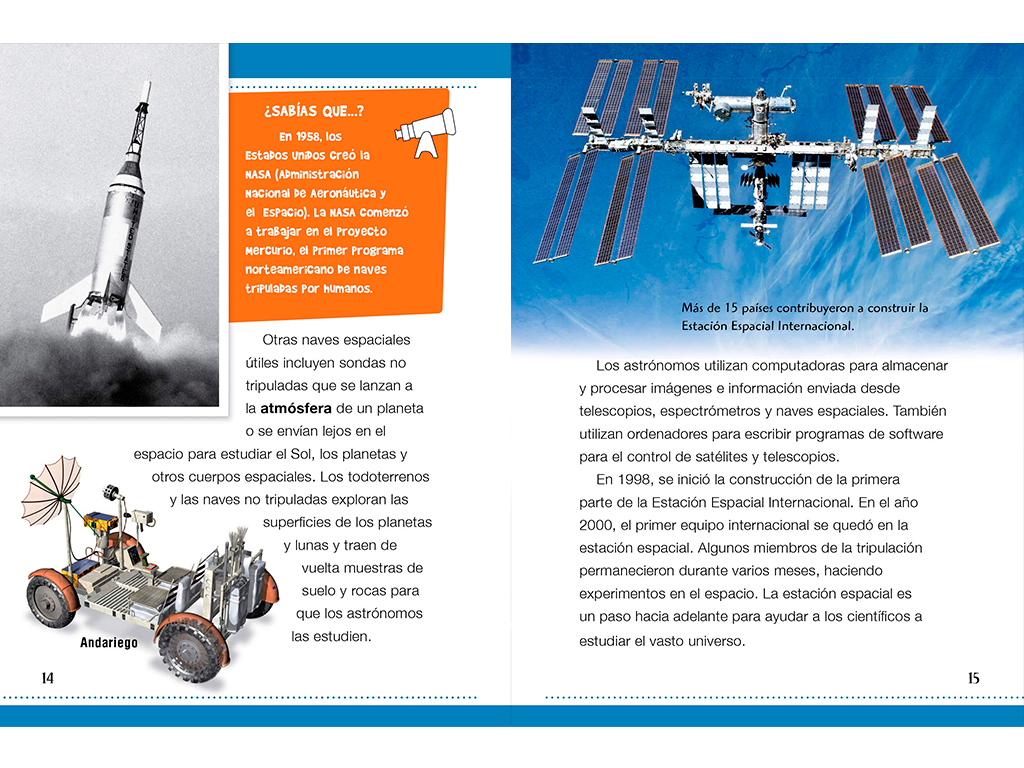 ¿SABÍAS QUE...?
En 1958, los
Estados Unidos creó la
NASA (Administración
Nacional de Aeronáutica y
el Espacio). La NASA comenzó
a trabajar en el Proyecto
Mercurio, el primer programa
norteamericano de naves
tripuladas por humanos.
Otras naves espaciales
útiles incluyen sondas no
tripuladas que se lanzan a
la atmósfera de un planeta
o se envían lejos en el
espacio para estudiar el Sol, los planetas y
otros cuerpos espaciales. Los todoterrenos
y las naves no tripuladas exploran las
superficies de los planetas
y lunas y traen de
vuelta muestras de
suelo y rocas para
que los astrónomos
las estudien.
Andariego
14
Más de 15 países contribuyeron a construir la
Estación Espacial Internacional.
Los astrónomos utilizan computadoras para almacenar
y procesar imágenes e información enviada desde
telescopios, espectrómetros y naves espaciales. También
utilizan ordenadores para escribir programas de software
para el control de satélites y telescopios.
En 1998, se inició la construcción de la primera
parte de la Estación Espacial Internacional. En el año
2000, el primer equipo internacional se quedó en la
estación espacial. Algunos miembros de la tripulación
permanecieron durante varios meses, haciendo
experimentos en el espacio. La estación espacial es
un paso hacia adelante para ayudar a los científicos a
estudiar el vasto universo.
15